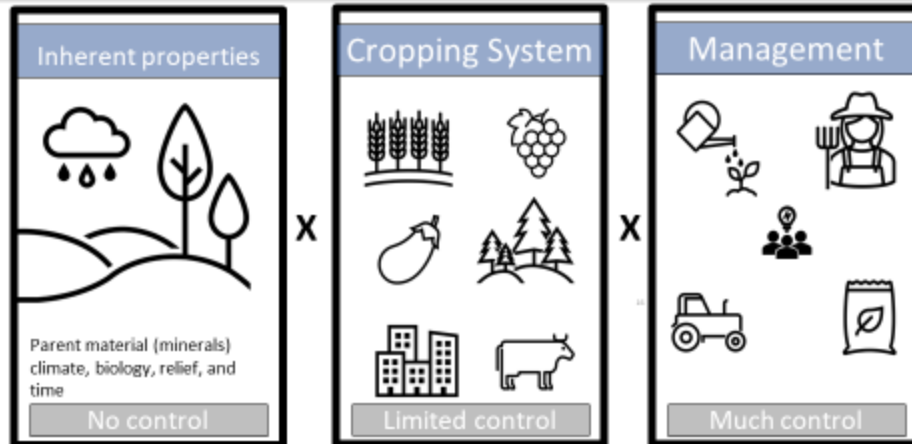 Inherent properties
Cropping System
Management
X
X
Parent material (minerals)
climate, biology, relief, and
time
No control
Limited control
Much control